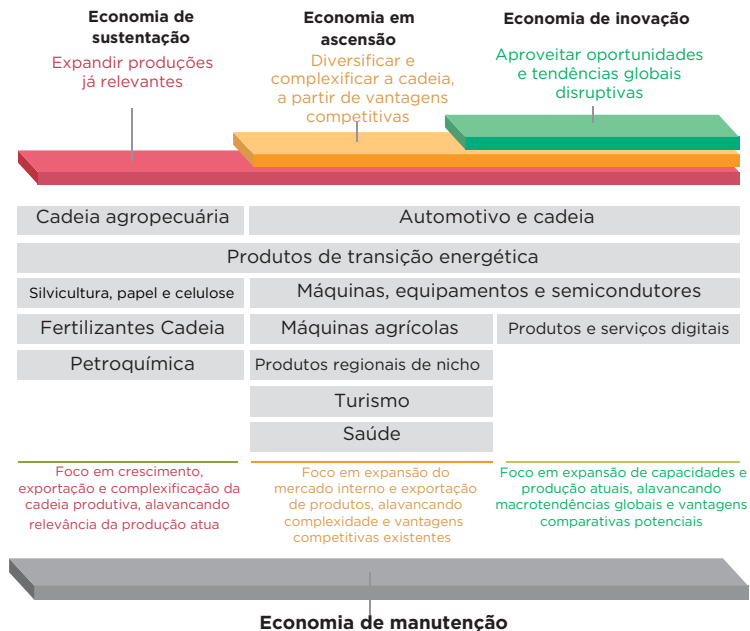 Economia de
sustentação
Expandir produções
já relevantes
Economia em
ascensão
Diversificar e
complexificar a cadeia,
a partir de vantagens
competitivas
Economia de inovação
Aproveitar oportunidades
e tendências globais
disruptivas
Cadeia agropecuária
Automotivo e cadeia
Produtos de transição energética
Silvicultura, papel e celulose
Máquinas, equipamentos e semicondutores
Fertilizantes Cadeia
Máquinas agrícolas
Produtos e serviços digitais
Petroquímica
Produtos regionais de nicho
Turismo
Saúde
Foco em crescimento,
exportação e complexificação da
cadeia produtiva, alavancando
relevância da produção atua
Foco em expansão do
mercado interno e exportação
de produtos, alavancando
complexidade e vantagens
competitivas existentes
Foco em expansão de capacidades e
produção atuais, alavancando
macrotendências globais e vantagens
comparativas potenciais
Economia de manutenção